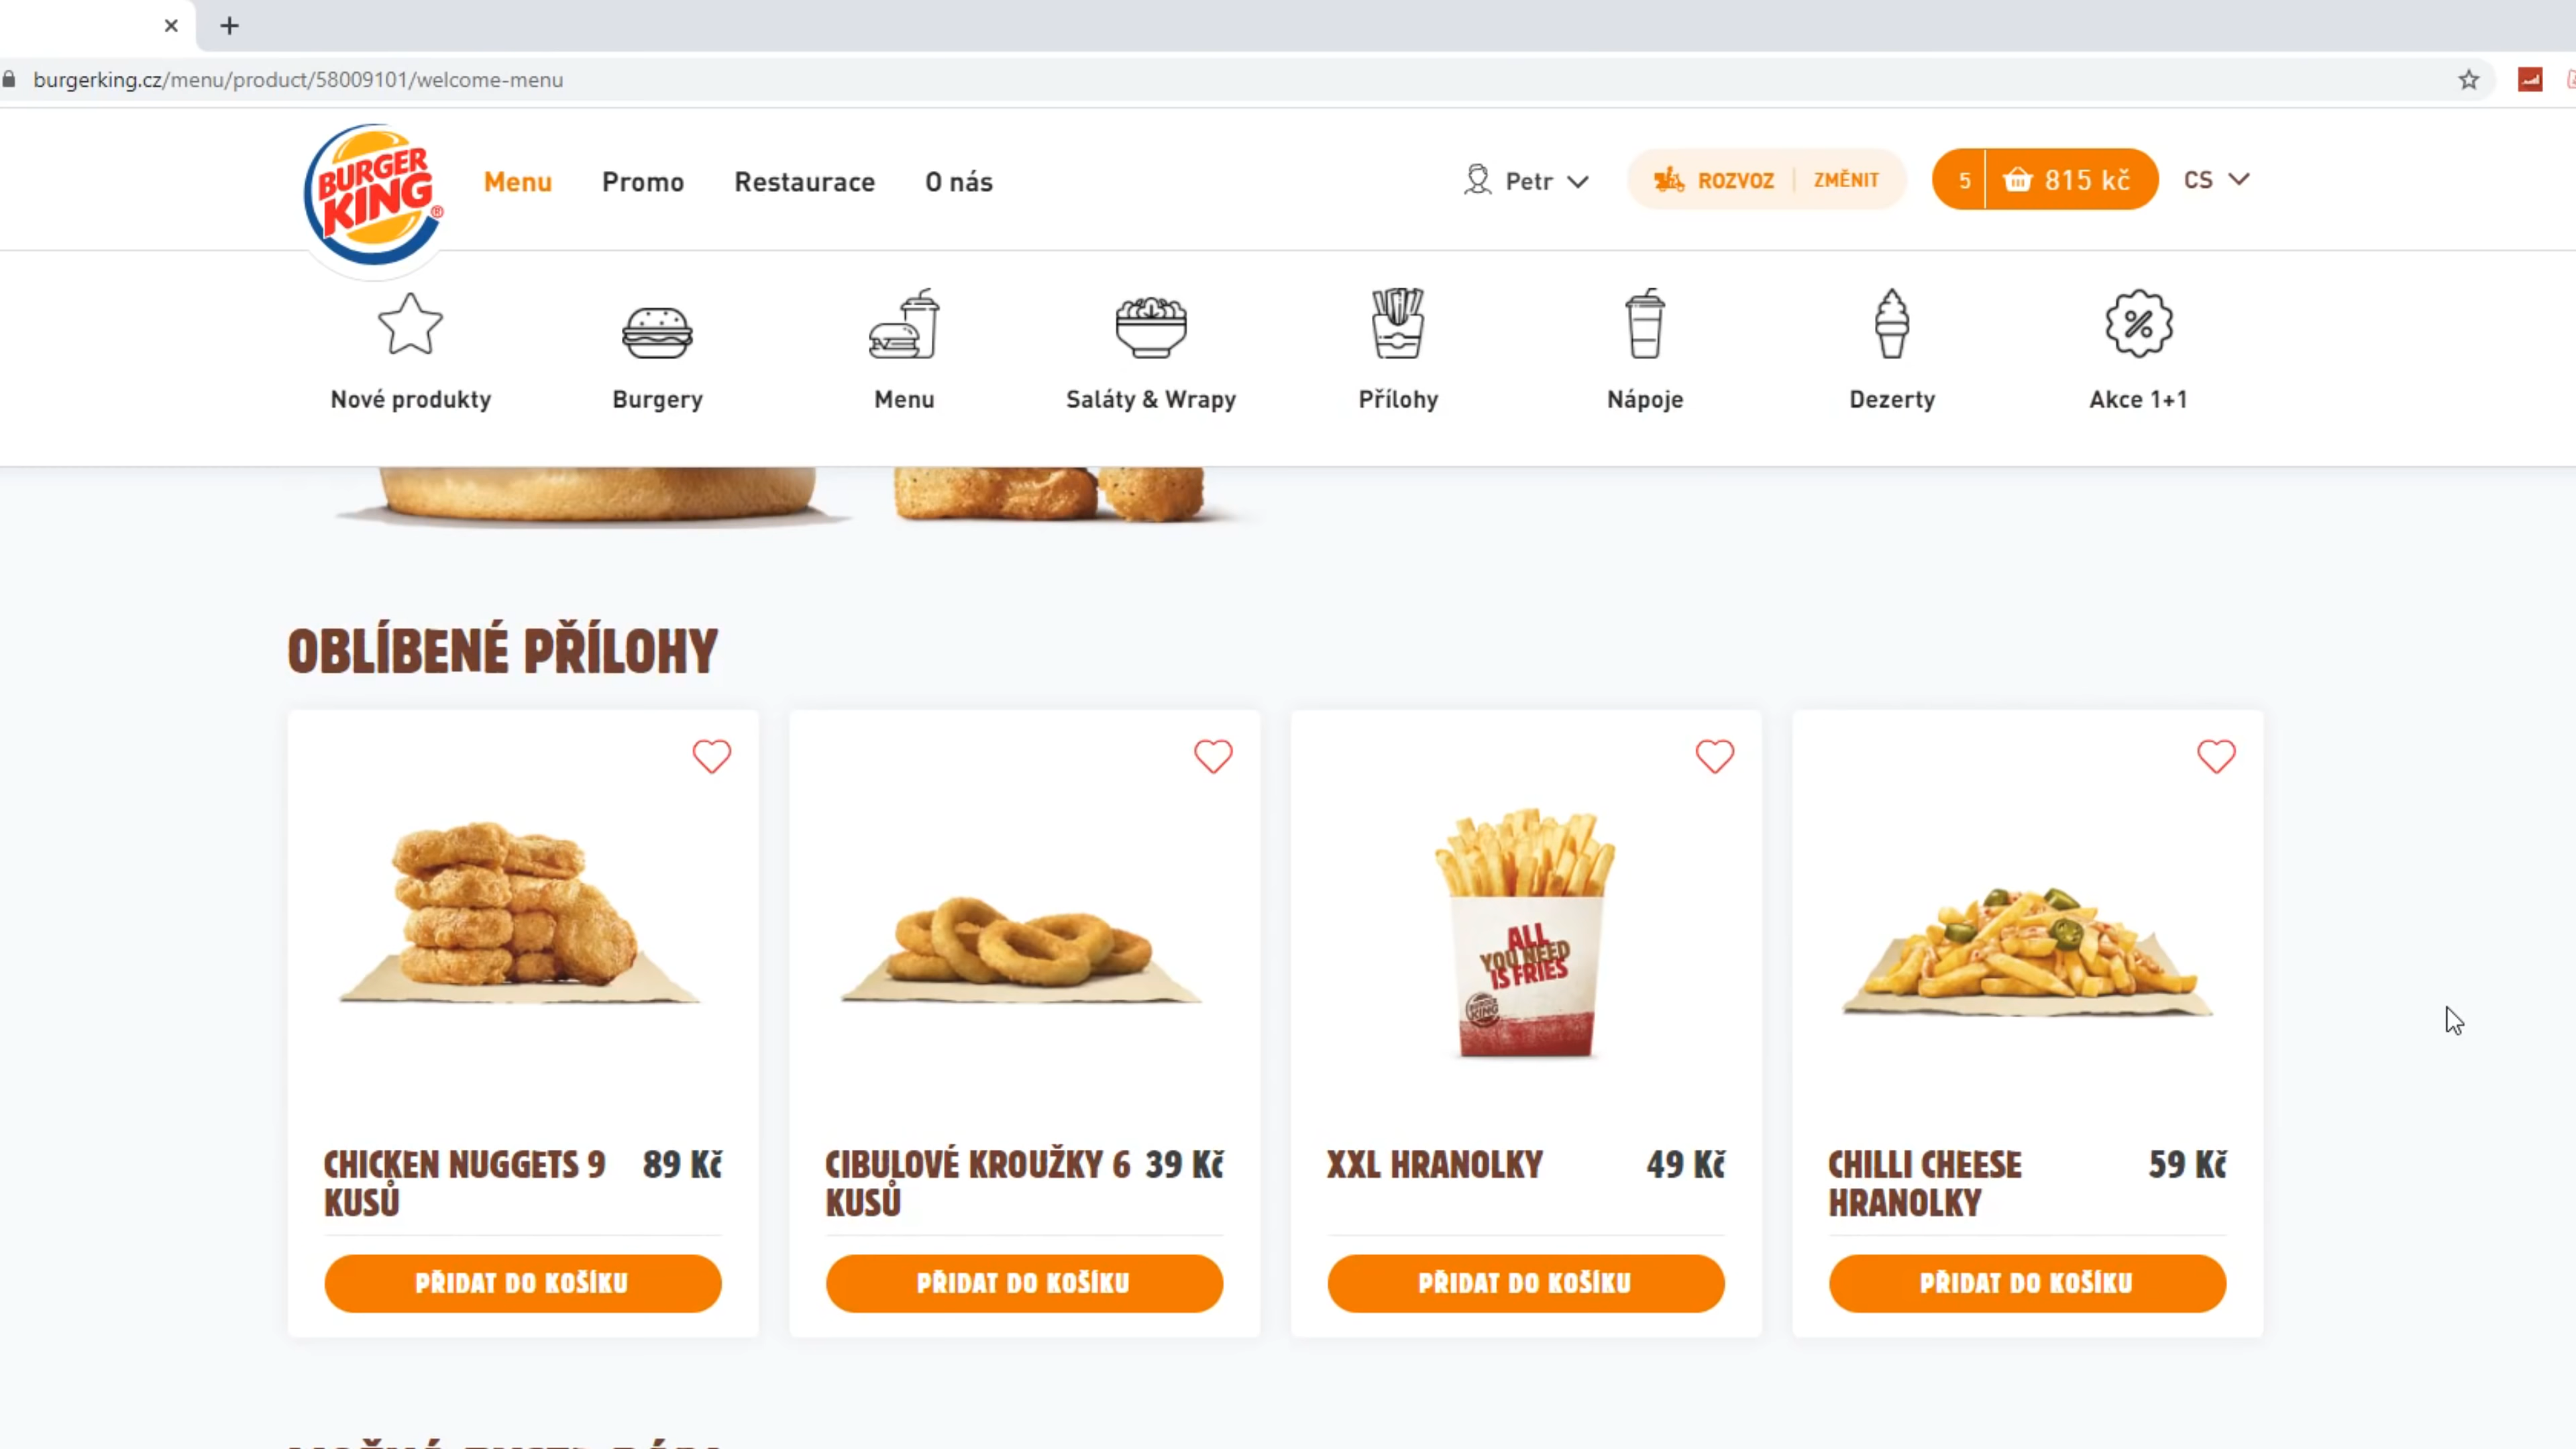 burgerking.cz/menu/product/58009101/welcome-menu
BURGER
KING®
Menu
Promo
Restaurace
O nás
Petr
ROZVOZ
ZMĚNIT
5
815 kč
CS
Nové produkty
Burgery
Menu
Saláty & Wrapy
Přílohy
Nápoje
Dezerty
Akce 1+1
OBLÍBENÉ PŘÍLOHY
ALL
YOU NEED
IS FRIES
BURGER
KING
CHICKEN NUGGETS 9
KUSŮ
89 Kč
PŘIDAT DO KOŠÍKU
CIBULOVÉ KROUŽKY 6
KUSŮ
39 Kč
PŘIDAT DO KOŠÍKU
XXL HRANOLKY
49 Kč
PŘIDAT DO KOŠÍKU
CHILLI CHEESE
HRANOLKY
59 Kč
PŘIDAT DO KOŠÍKU